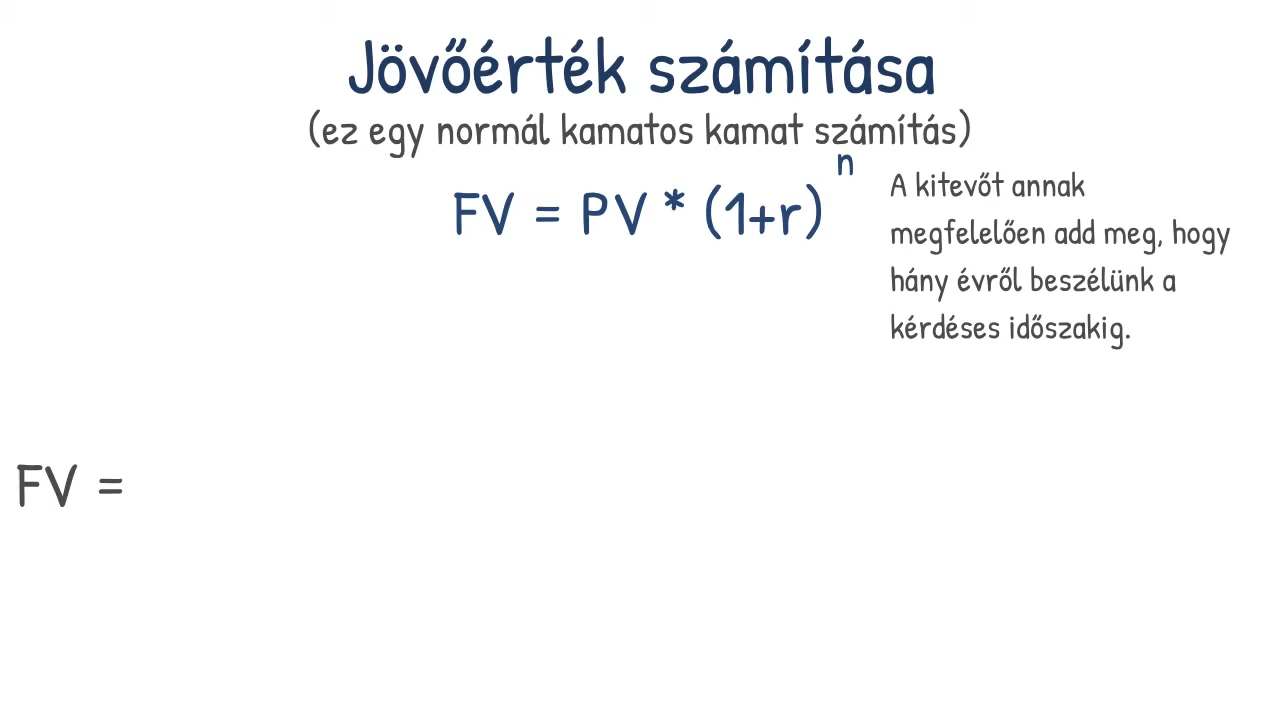 Jövőérték számítása
(ez egy normál kamatos kamat számítás)
FV = PV * (1+r)^n
A kitevőt annak
megfelelően add meg, hogy
hány évről beszélünk a
kérdéses időszakig.
FV =